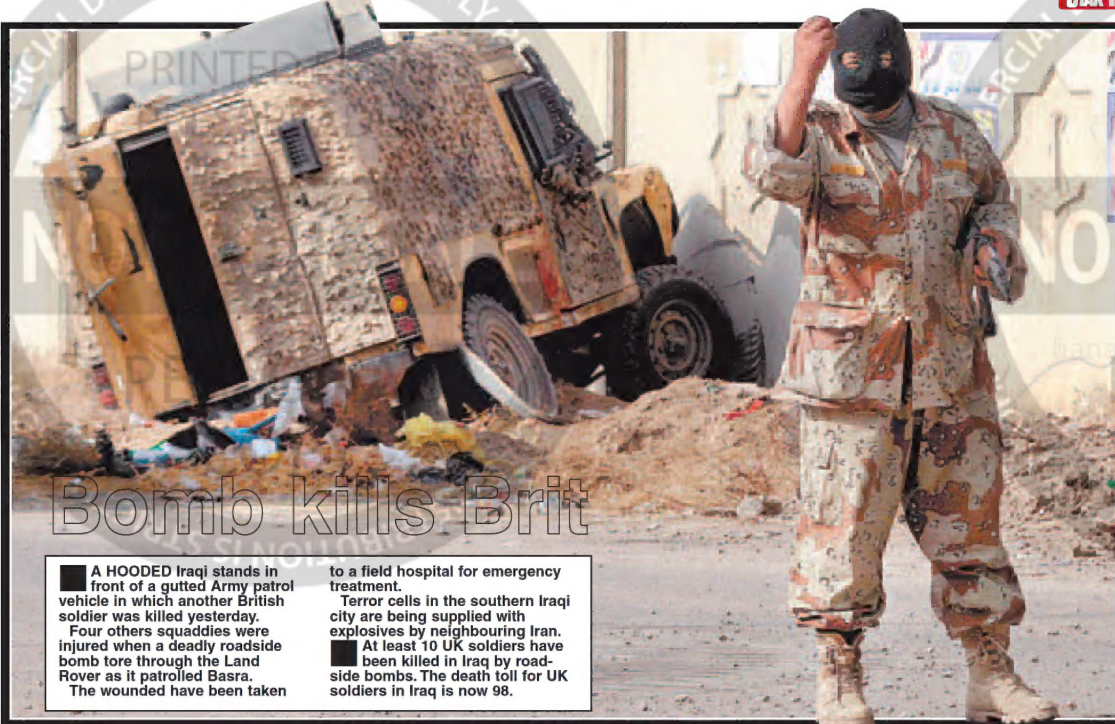 PRINTED
NO
NO
Bomb kills Brit
A HOODED Iraqi stands in
front of a gutted Army patrol
vehicle in which another British
soldier was killed yesterday.
Four others squaddies were
injured when a deadly roadside
bomb tore through the Land
Rover as it patrolled Basra.
The wounded have been taken
to a field hospital for emergency
treatment.
Terror cells in the southern Iraqi
city are being supplied with
explosives by neighbouring Iran.
At least 10 UK soldiers have
been killed in Iraq by road-
side bombs. The death toll for UK
soldiers in Iraq is now 98.